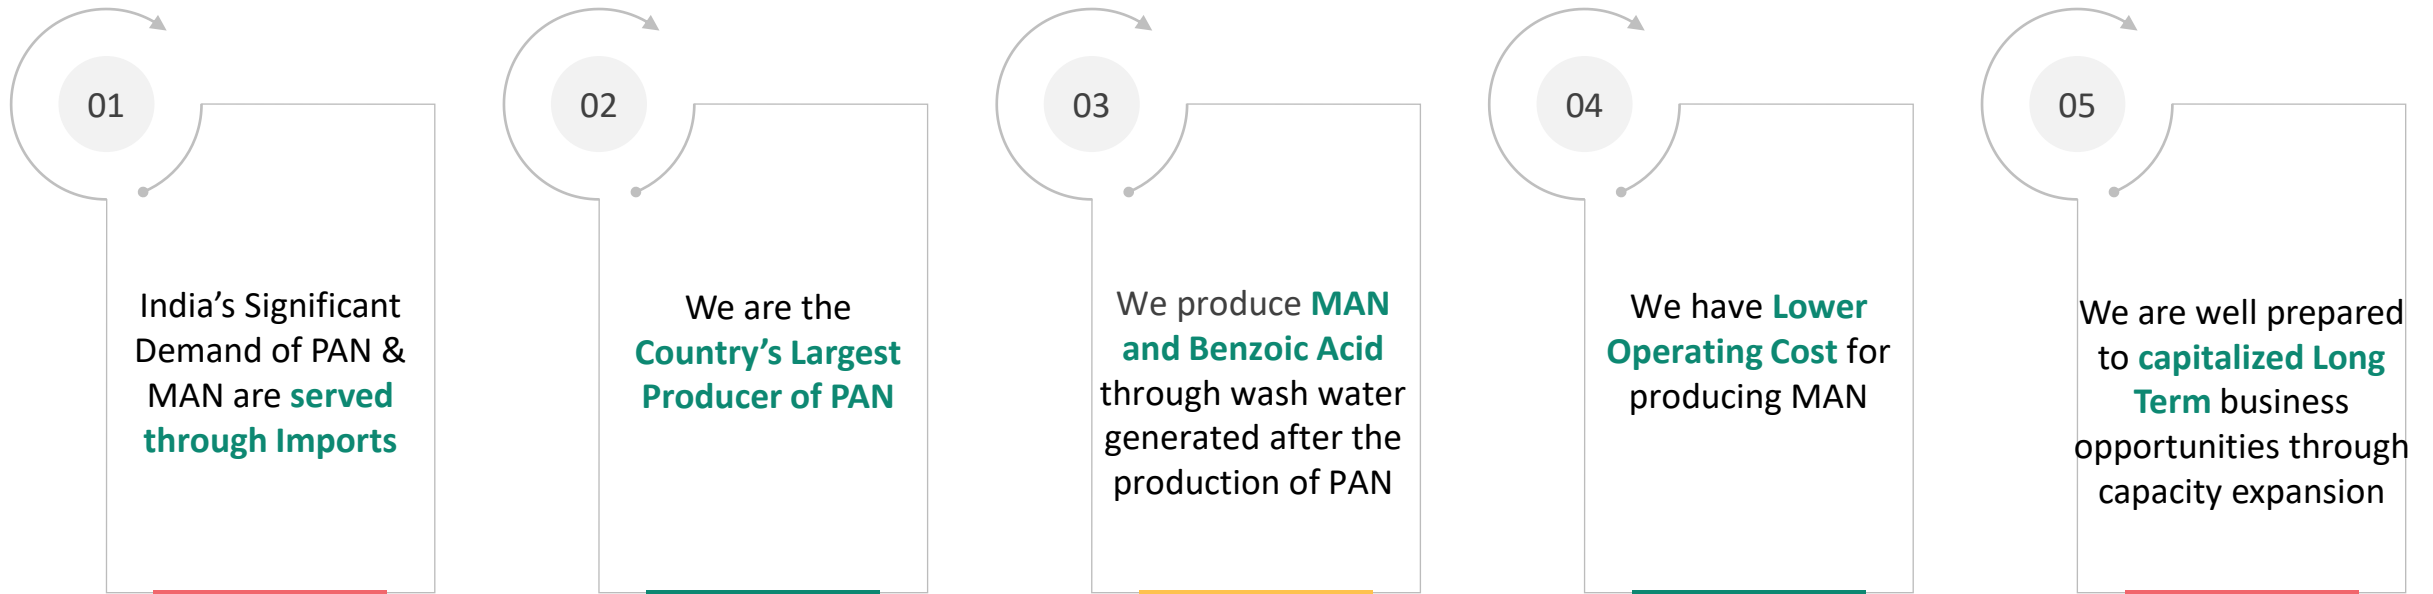 01
India’s Significant
Demand of PAN &
MAN are served
through Imports
02
We are the
Country’s Largest
Producer of PAN
03
We produce MAN
and Benzoic Acid
through wash water
generated after the
production of PAN
04
We have Lower
Operating Cost for
producing MAN
05
We are well prepared
to capitalized Long
Term business
opportunities through
capacity expansion